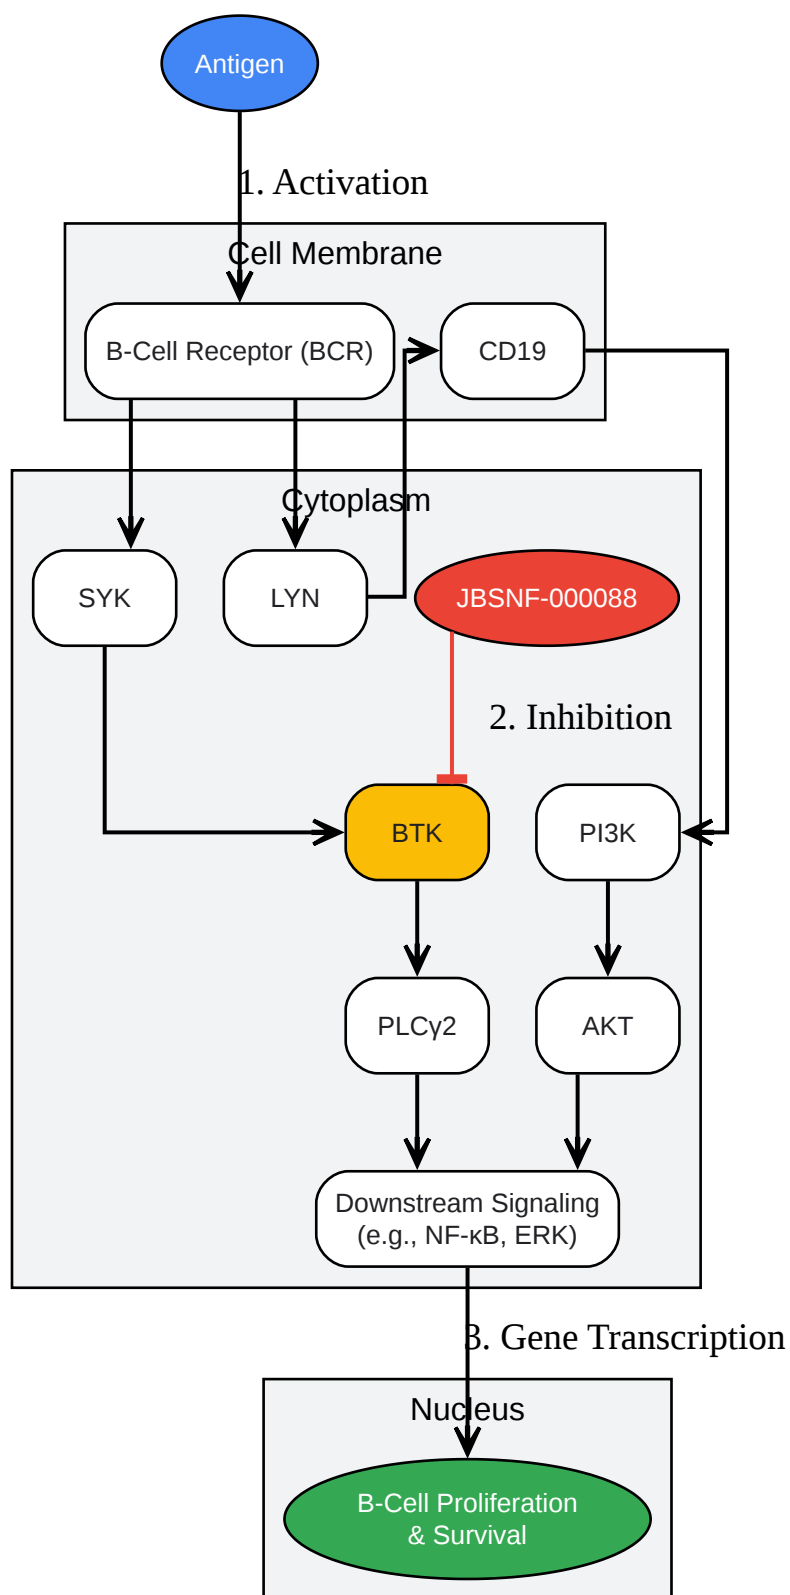 Antigen
1. Activation
Cell Membrane
B-Cell Receptor (BCR)
CD19
Cytoplasm
SYK
LYN
JBSNF-000088
2. Inhibition
BTK
PI3K
PLCγ2
AKT
Downstream Signaling
(e.g., NF-κB, ERK)
3. Gene Transcription
Nucleus
B-Cell Proliferation
& Survival